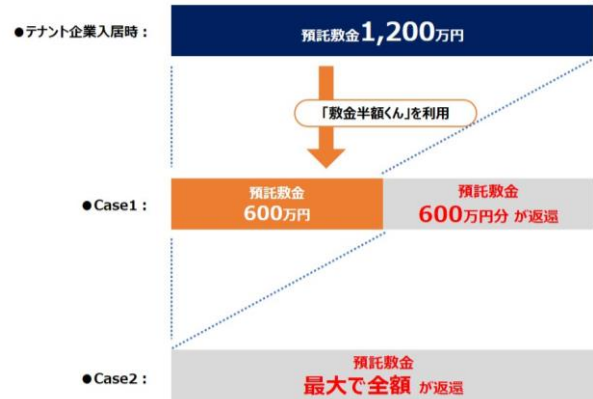 ●テナント企業入居時：
預託敷金1,200万円
「敷金半額くん」を利用
●Case1：
預託敷金
600万円
預託敷金
600万円分 が返還
●Case2：
預託敷金
最大で全額 が返還